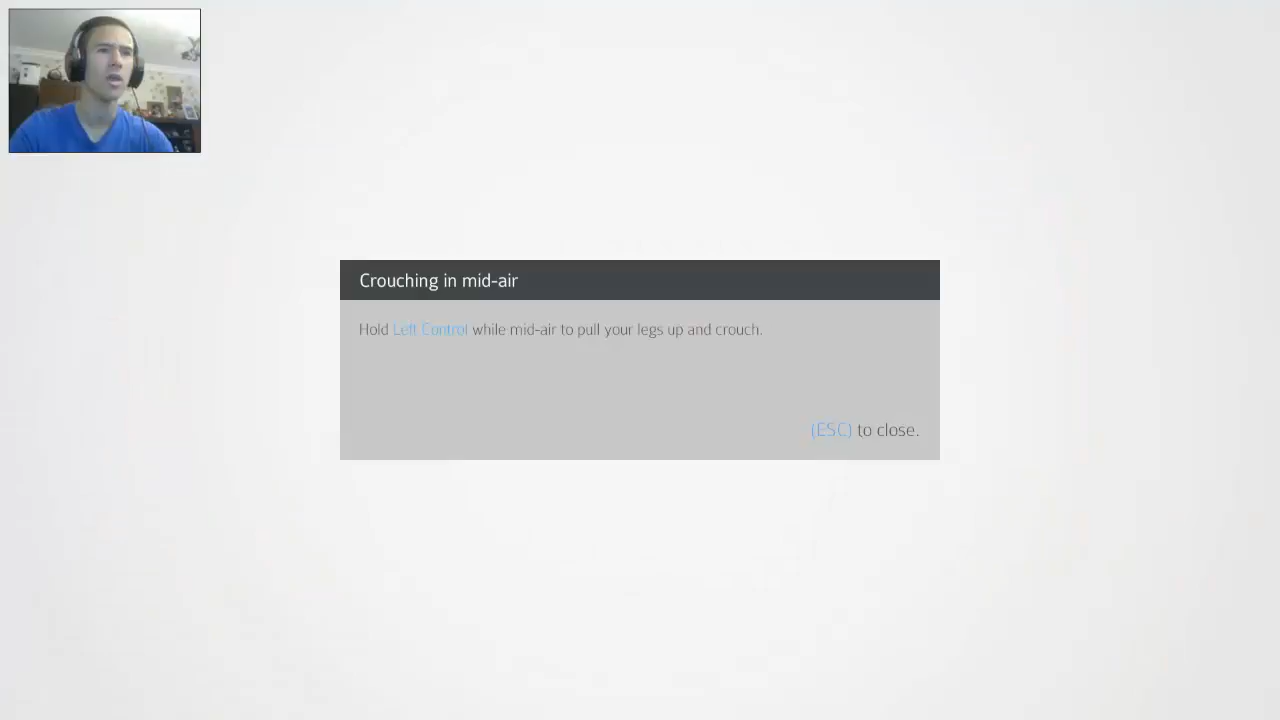 Crouching in mid-air
Hold Left Control while mid-air to pull your legs up and crouch.
(ESC) to close.